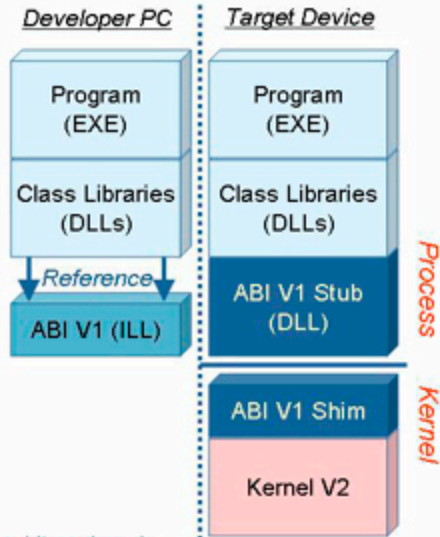 Developer PC
Program
(EXE)
Class Libraries
(DLLs)
Reference
ABI V1 (ILL)
Target Device
Program
(EXE)
Class Libraries
(DLLs)
ABI V1 Stub
(DLL)
Process
ABI V1 Shim
Kernel V2
Kernel